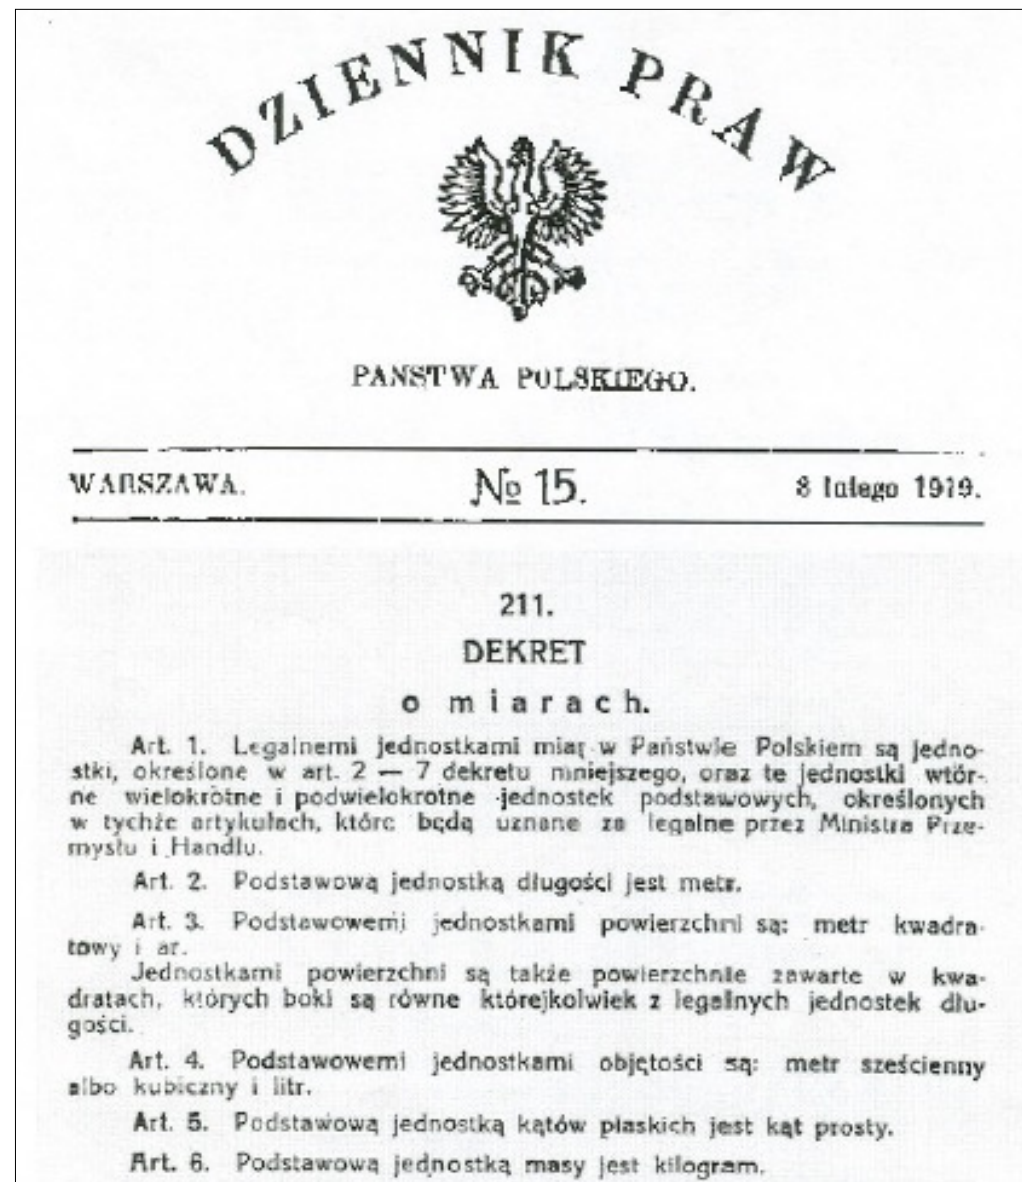 DZIENNIK PRAW
PAŃSTWA POLSKIEGO.
WARSZAWA. № 15. 8 lutego 1919.
211.
DEKRET
o miarach.
Art. 1. Legalnemi jednostkami miar w Państwie Polskiem są jedno-
stki, określone w art. 2 — 7 dekretu mniejszego, oraz te jednostki wtór-
ne wielokrotne i podwielokrotne jednostek podstawowych, określonych
w tychże artykułach, które będą uznane za legalne przez Ministra Prze-
mysłu i Handlu.
Art. 2. Podstawową jednostką długości jest metr.
Art. 3. Podstawowemi jednostkami powierzchni są: metr kwadra-
towy i ar.
Jednostkami powierzchni są także powierzchnie zawarte w kwa-
dratach, których boki są równe którejkolwiek z legalnych jednostek dłu-
gości.
Art. 4. Podstawowemi jednostkami objętości są: metr sześcienny
albo kubiczny i litr.
Art. 5. Podstawową jednostką kątów płaskich jest kąt prosty.
Art. 6. Podstawową jednostką masy jest kilogram.